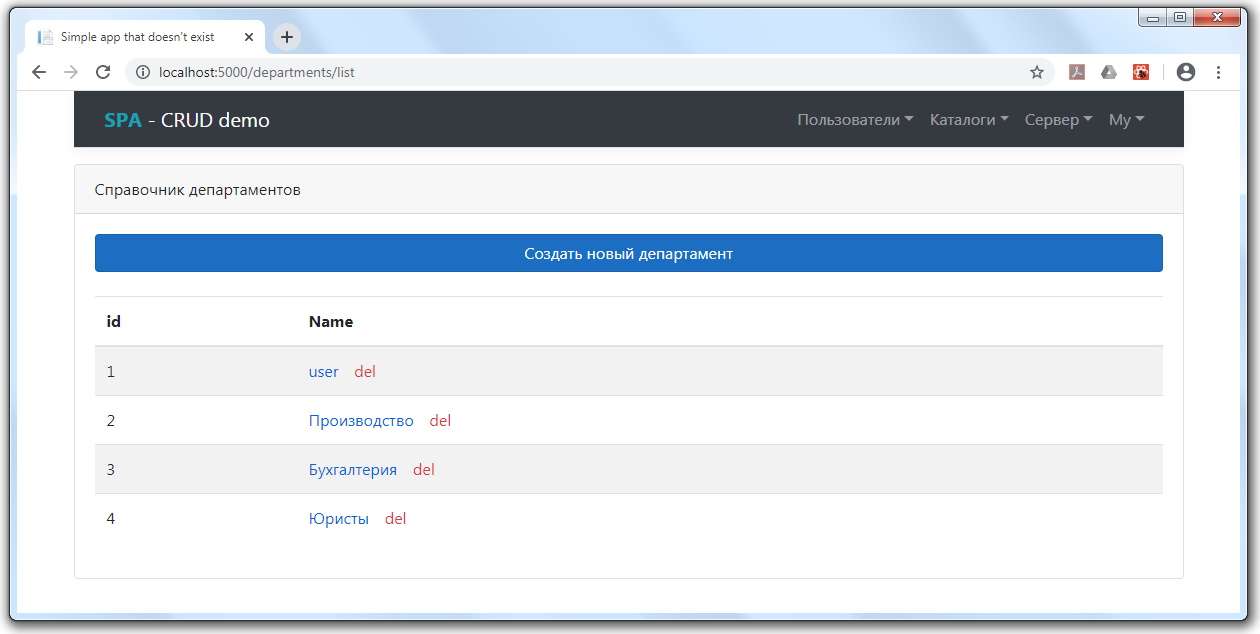 Simple app that doesn't exist
localhost:5000/departments/list
SPA - CRUD demo Пользователи Каталоги Сервер My
Справочник департаментов
Создать новый департамент
id Name
1 user del
2 Производство del
3 Бухгалтерия del
4 Юристы del